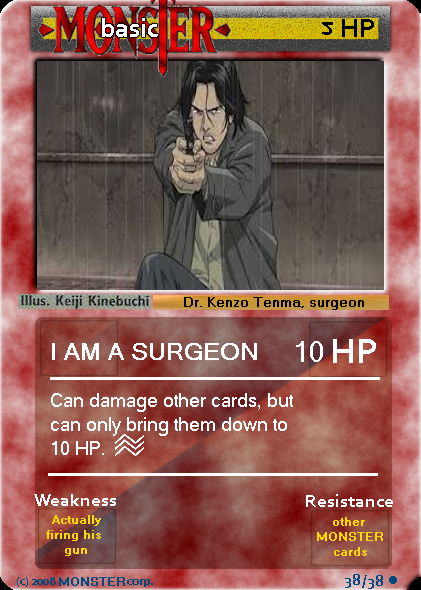 MONSTER
basic
5 HP
Illus. Keiji Kinebuchi
Dr. Kenzo Tenma, surgeon
I AM A SURGEON 10 HP
Can damage other cards, but
can only bring them down to
10 HP.
Weakness
Actually
firing his
gun
Resistance
other
MONSTER
cards
(c) 2008 MONSTER corp.
38/38